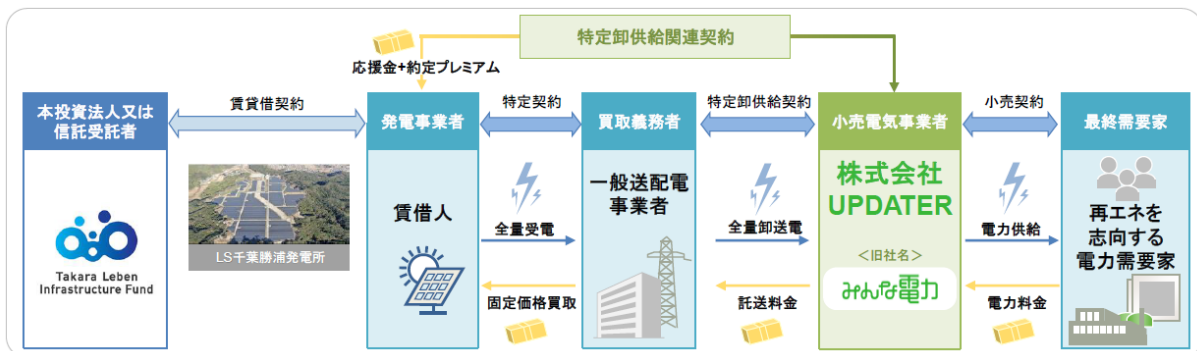 特定卸供給関連契約
応援金+約定プレミアム
本投資法人又は
信託受託者
賃貸借契約
発電事業者
特定契約
買取義務者
特定卸供給契約
小売電気事業者
小売契約
最終需要家
Takara Leben
Infrastructure Fund
LS千葉勝浦発電所
賃借人
全量受電
固定価格買取
一般送配電
事業者
全量卸送電
託送料金
株式会社
UPDATER
＜旧社名＞
みんな電力
電力供給
電力料金
再エネを
志向する
電力需要家